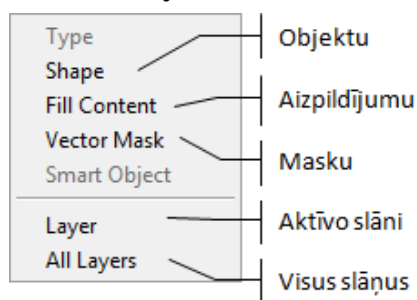 Type
Shape
Fill Content
Vector Mask
Smart Object
Layer
All Layers
Objektu
Aizpildījumu
Masku
Aktīvo slāni
Visus slāņus